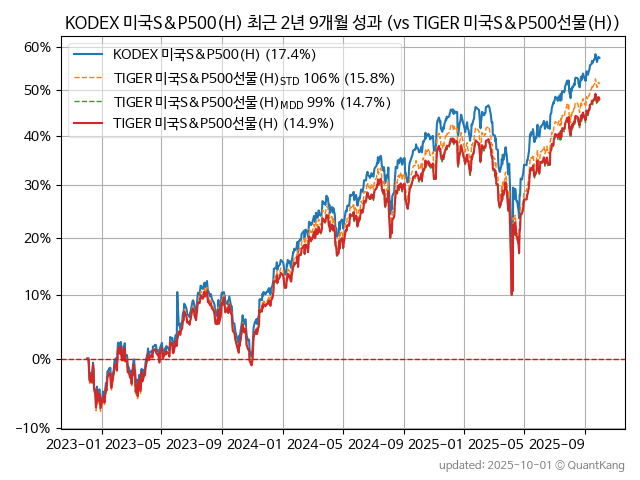 KODEX 미국S&P500(H) 최근 2년 9개월 성과 (vs TIGER 미국S&P500선물(H))
60%
50%
40%
30%
20%
10%
0%
−10%
KODEX 미국S&P500(H) (17.4%)
TIGER 미국S&P500선물(H)STD 106% (15.8%)
TIGER 미국S&P500선물(H)MDD 99% (14.7%)
TIGER 미국S&P500선물(H) (14.9%)
2023-01 2023-05 2023-09 2024-01 2024-05 2024-09 2025-01 2025-05 2025-09
updated: 2025-10-01 © QuantKang